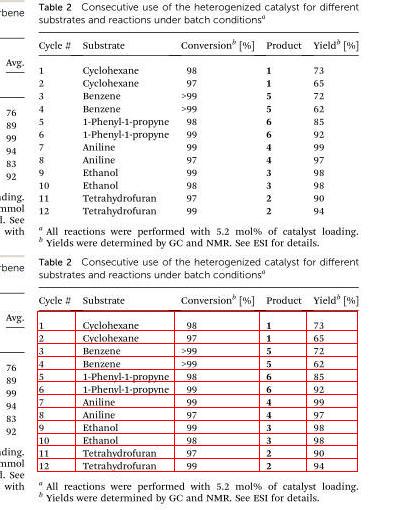 rbene
Avg.
76
89
99
94
83
92
ading.
mmol
d. See
with
Table 2 Consecutive use of the heterogenized catalyst for different
substrates and reactions under batch conditionsᵃ
Cycle # Substrate Conversionᵇ [%] Product Yieldᵇ [%]
1 Cyclohexane 98 1 73
2 Cyclohexane 97 1 65
3 Benzene >99 5 72
4 Benzene >99 5 62
5 1-Phenyl-1-propyne 98 6 85
6 1-Phenyl-1-propyne 99 6 92
7 Aniline 99 4 99
8 Aniline 97 4 97
9 Ethanol 99 3 98
10 Ethanol 98 3 98
11 Tetrahydrofuran 97 2 90
12 Tetrahydrofuran 99 2 94
ᵃ All reactions were performed with 5.2 mol% of catalyst loading.
ᵇ Yields were determined by GC and NMR. See ESI for details.
rbene
Avg.
76
89
99
94
83
92
ading.
mmol
d. See
with
Table 2 Consecutive use of the heterogenized catalyst for different
substrates and reactions under batch conditionsᵃ
Cycle # Substrate Conversionᵇ [%] Product Yieldᵇ [%]
1 Cyclohexane 98 1 73
2 Cyclohexane 97 1 65
3 Benzene >99 5 72
4 Benzene >99 5 62
5 1-Phenyl-1-propyne 98 6 85
6 1-Phenyl-1-propyne 99 6 92
7 Aniline 99 4 99
8 Aniline 97 4 97
9 Ethanol 99 3 98
10 Ethanol 98 3 98
11 Tetrahydrofuran 97 2 90
12 Tetrahydrofuran 99 2 94
ᵃ All reactions were performed with 5.2 mol% of catalyst loading.
ᵇ Yields were determined by GC and NMR. See ESI for details.